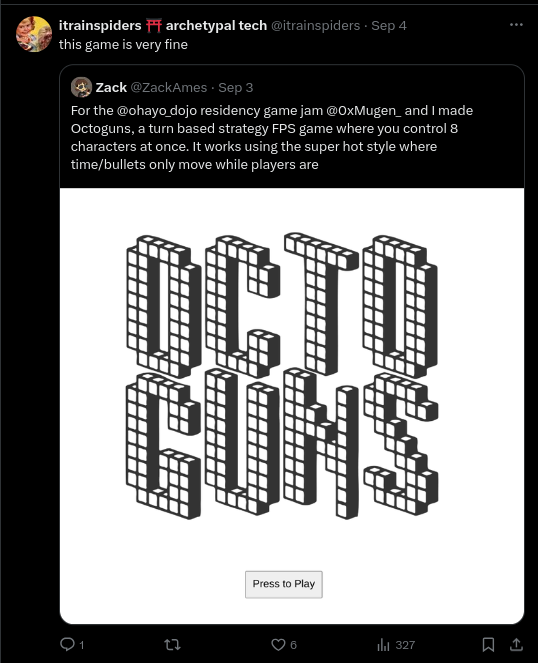 itrainspiders ⛩ archetypal tech @itrainspiders · Sep 4
this game is very fine
Zack @ZackAmes · Sep 3
For the @ohayo_dojo residency game jam @0xMugen_ and I made
Octoguns, a turn based strategy FPS game where you control 8
characters at once. It works using the super hot style where
time/bullets only move while players are
OCTO
GUNS
Press to Play
1
6
327